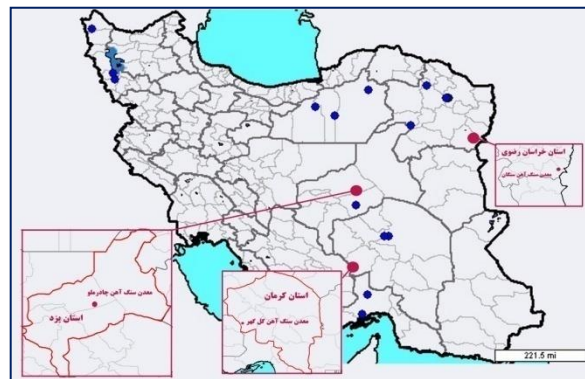 استان خراسان رضوی
معدن سنگ آهن سنگان
معدن سنگ آهن چادرملو
استان یزد
استان کرمان
معدن سنگ آهن گل گهر
221.5 mi